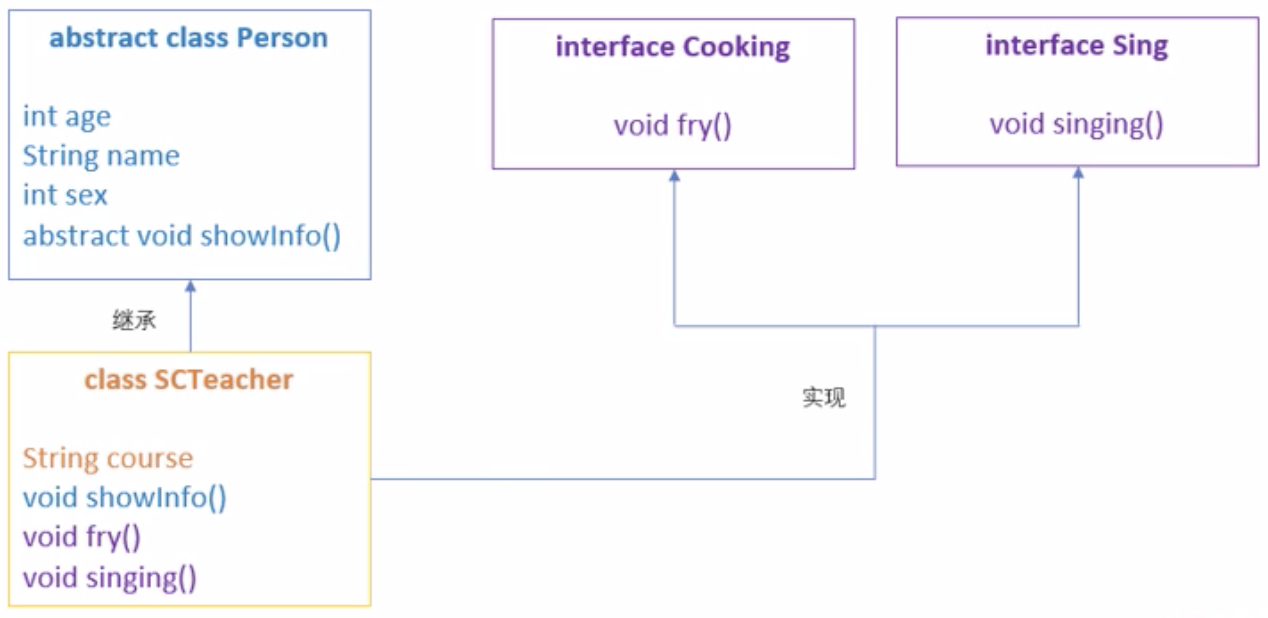 abstract class Person
int age
String name
int sex
abstract void showInfo()
interface Cooking
void fry()
interface Sing
void singing()
继承
class SCTeacher
String course
void showInfo()
void fry()
void singing()
实现